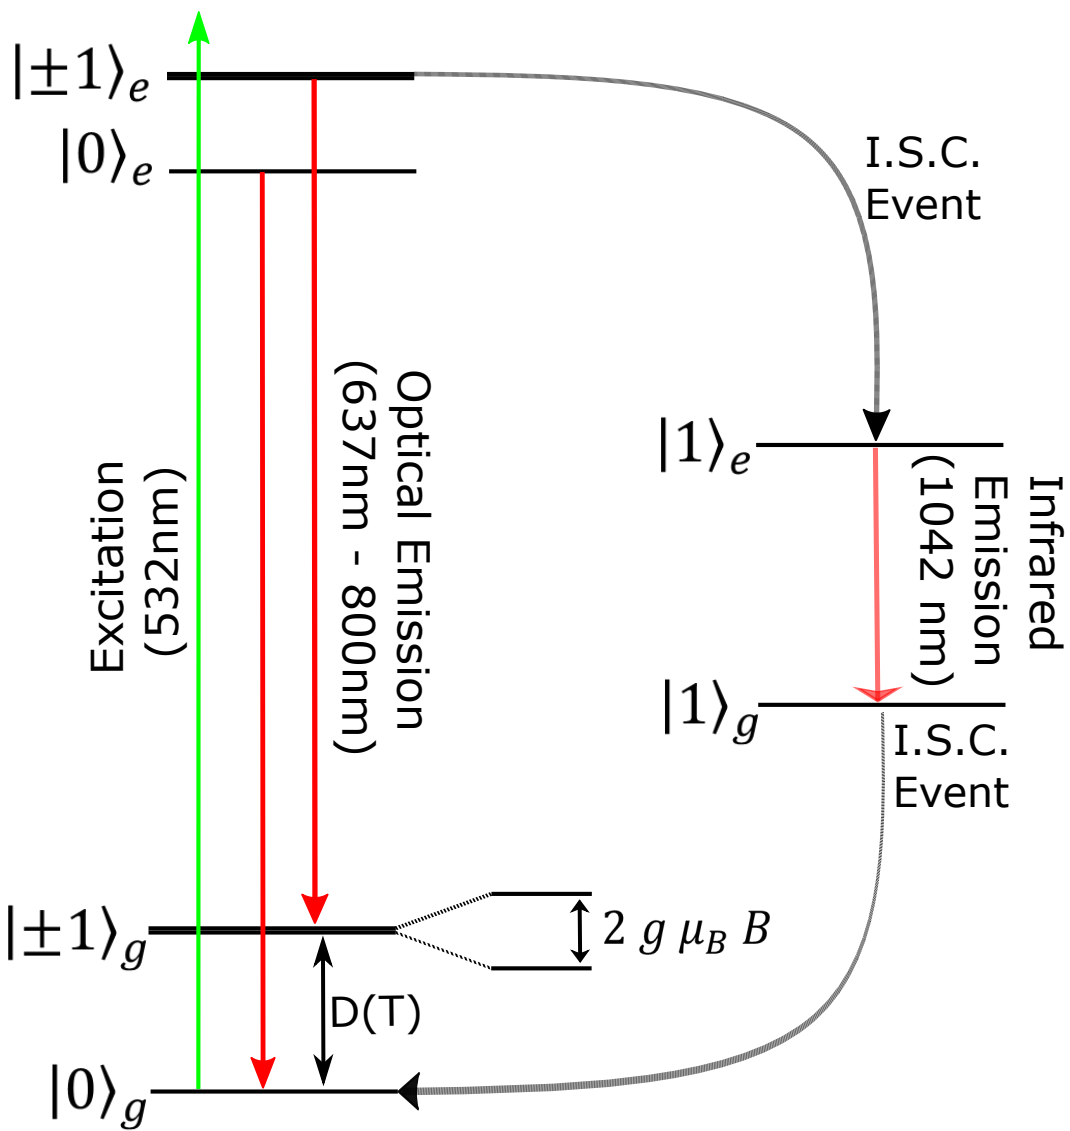 |±1⟩e
|0⟩e
I.S.C.
Event
Excitation
(532nm)
Optical Emission
(637nm - 800nm)
|1⟩e
Infrared
Emission
(1042 nm)
|1⟩g
I.S.C.
Event
|±1⟩g
2 g μB B
D(T)
|0⟩g